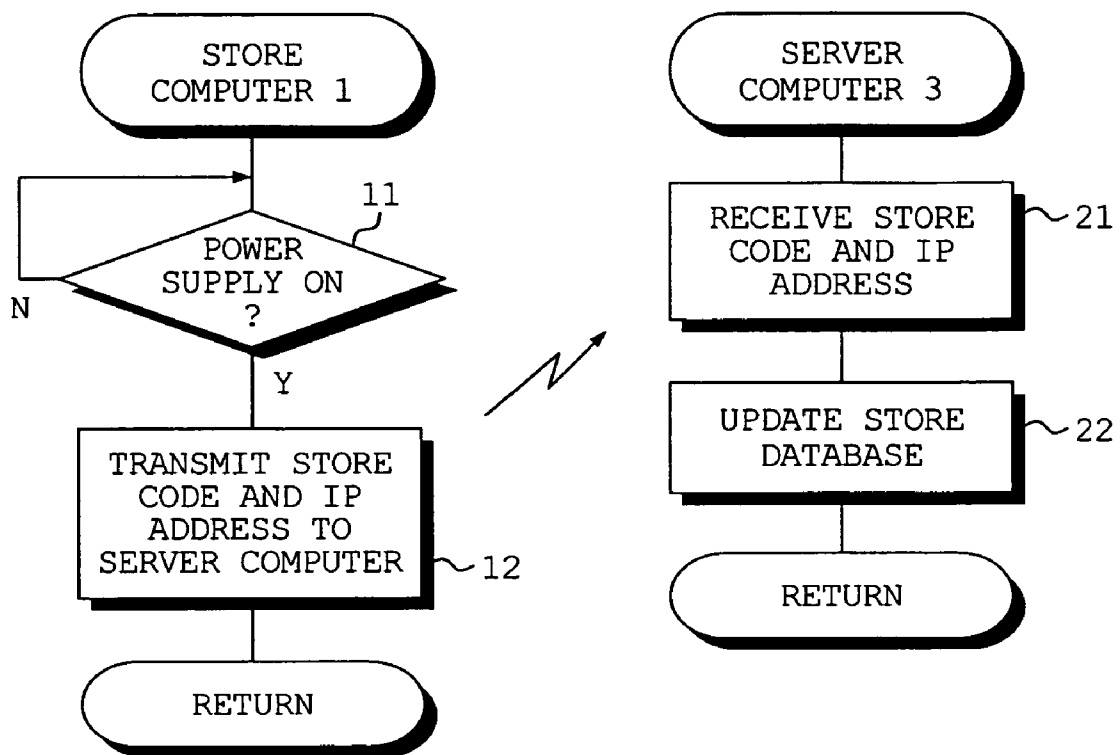 STORE
COMPUTER 1
11
POWER
SUPPLY ON
?
N
Y
TRANSMIT STORE
CODE AND IP
ADDRESS TO
SERVER COMPUTER
12
RETURN
SERVER
COMPUTER 3
RECEIVE STORE
CODE AND IP
ADDRESS
21
UPDATE STORE
DATABASE
22
RETURN